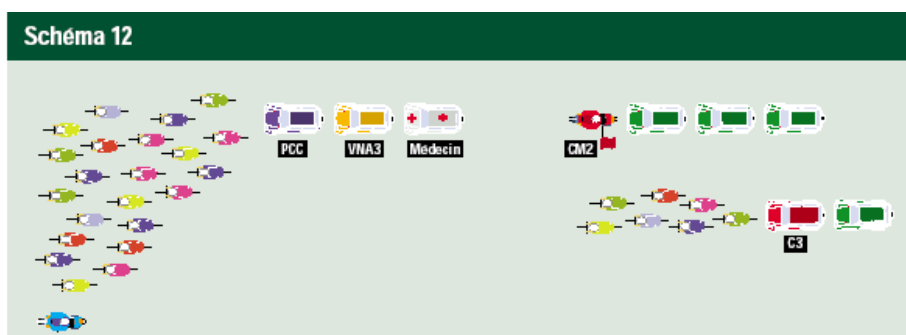 Schéma 12
PCC
VNA3
Médecin
CM2
C3